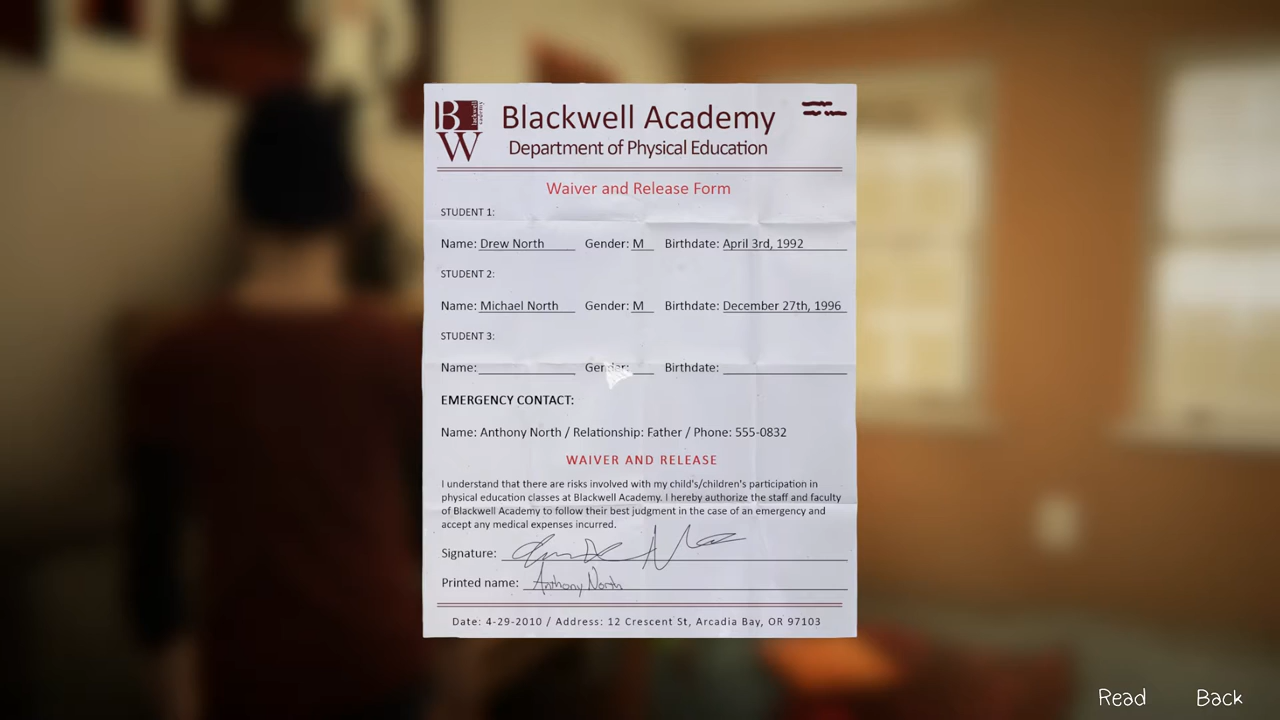 BW blackwell academy
Blackwell Academy
Department of Physical Education
Waiver and Release Form
STUDENT 1:
Name: Drew North Gender: M Birthdate: April 3rd, 1992
STUDENT 2:
Name: Michael North Gender: M Birthdate: December 27th, 1996
STUDENT 3:
Name: Gender: Birthdate:
EMERGENCY CONTACT:
Name: Anthony North / Relationship: Father / Phone: 555-0832
WAIVER AND RELEASE
I understand that there are risks involved with my child's/children's participation in
physical education classes at Blackwell Academy. I hereby authorize the staff and faculty
of Blackwell Academy to follow their best judgment in the case of an emergency and
accept any medical expenses incurred.
Signature:
Printed name: Anthony North
Date: 4-29-2010 / Address: 12 Crescent St, Arcadia Bay, OR 97103
Read Back